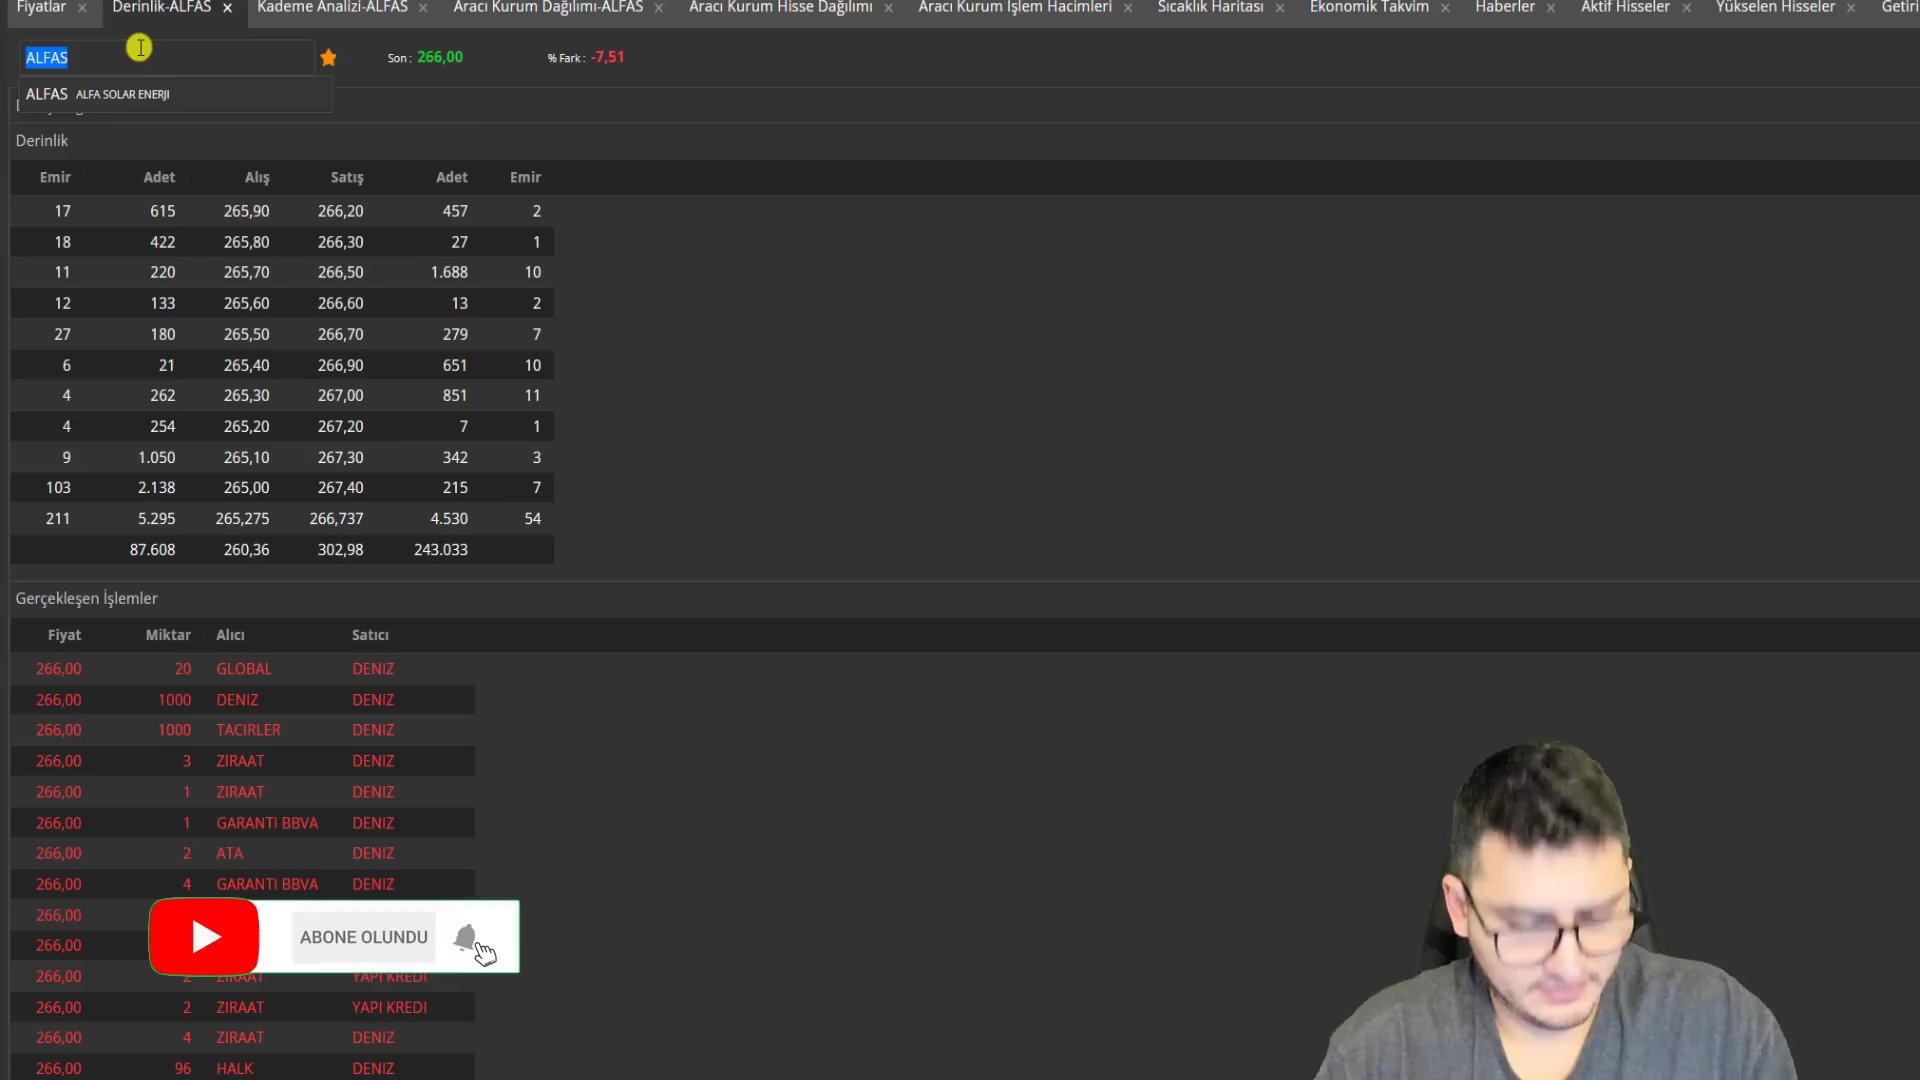 Fiyatlar × Derinlik-ALFAS × Kademe Analizi-ALFAS × Aracı Kurum Dağılımı-ALFAS × Aracı Kurum Hisse Dağılımı × Aracı Kurum İşlem Hacimleri × Sıcaklık Haritası × Ekonomik Takvim × Haberler × Aktif Hisseler × Yükselen Hisseler × Getiri
ALFAS Son : 266,00 % Fark : -7,51
ALFAS ALFA SOLAR ENERJI
Derinlik
Emir Adet Alış Satış Adet Emir
17 615 265,90 266,20 457 2
18 422 265,80 266,30 27 1
11 220 265,70 266,50 1.688 10
12 133 265,60 266,60 13 2
27 180 265,50 266,70 279 7
6 21 265,40 266,90 651 10
4 262 265,30 267,00 851 11
4 254 265,20 267,20 7 1
9 1.050 265,10 267,30 342 3
103 2.138 265,00 267,40 215 7
211 5.295 265,275 266,737 4.530 54
87.608 260,36 302,98 243.033
Gerçekleşen İşlemler
Fiyat Miktar Alıcı Satıcı
266,00 20 GLOBAL DENIZ
266,00 1000 DENIZ DENIZ
266,00 1000 TACIRLER DENIZ
266,00 3 ZIRAAT DENIZ
266,00 1 ZIRAAT DENIZ
266,00 1 GARANTI BBVA DENIZ
266,00 2 ATA DENIZ
266,00 4 GARANTI BBVA DENIZ
266,00
ABONE OLUNDU
266,00
266,00 2 ZIRAAT YAPI KREDI
266,00 2 ZIRAAT YAPI KREDI
266,00 4 ZIRAAT DENIZ
266,00 96 HALK DENIZ